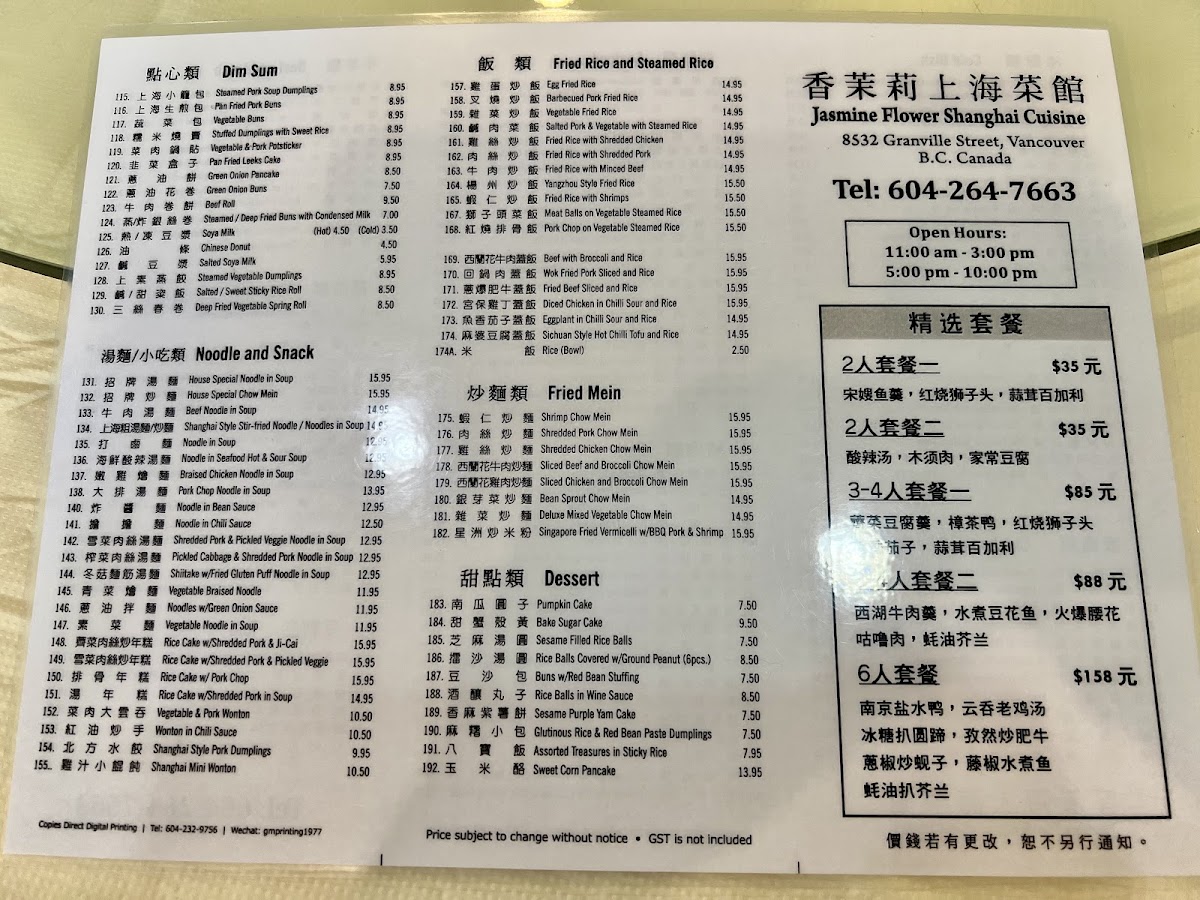 點心類 Dim Sum
115. 上海小籠包 Steamed Pork Soup Dumplings 8.95
116. 上海生煎包 Pan Fried Pork Buns 8.95
117. 蔬菜包 Vegetable Buns 8.95
118. 糯米燒賣 Stuffed Dumplings with Sweet Rice 8.95
119. 菜肉鍋貼 Vegetable & Pork Potsticker 8.95
120. 韭菜盒子 Pan Fried Leeks Cake 8.95
121. 蔥油餅 Green Onion Pancake 8.50
122. 蔥油花卷 Green Onion Buns 7.50
123. 牛肉卷餅 Beef Roll 9.50
124. 蒸/炸銀絲卷 Steamed / Deep Fried Buns with Condensed Milk 7.00
125. 熱/凍豆漿 Soya Milk (Hot) 4.50 (Cold) 3.50
126. 油條 Chinese Donut 4.50
127. 鹹豆漿 Salted Soya Milk 5.95
128. 上素蒸餃 Steamed Vegetable Dumplings 8.95
129. 鹹/甜粢飯 Salted / Sweet Sticky Rice Roll 8.50
130. 三絲春卷 Deep Fried Vegetable Spring Roll 8.50
湯麵/小吃類 Noodle and Snack
131. 招牌湯麵 House Special Noodle in Soup 15.95
132. 招牌炒麵 House Special Chow Mein 15.95
133. 牛肉湯麵 Beef Noodle in Soup 14.95
134. 上海粗湯麵/炒麵 Shanghai Style Stir-fried Noodle / Noodles in Soup
135. 打滷麵 Noodle in Soup
136. 海鮮酸辣湯麵 Noodle in Seafood Hot & Sour Soup 12.95
137. 嫩雞燴麵 Braised Chicken Noodle in Soup 12.95
138. 大排湯麵 Pork Chop Noodle in Soup 13.95
140. 炸醬麵 Noodle in Bean Sauce 12.95
141. 擔擔麵 Noodle in Chili Sauce 12.50
142. 雪菜肉絲湯麵 Shredded Pork & Pickled Veggie Noodle in Soup 12.95
143. 榨菜肉絲湯麵 Pickled Cabbage & Shredded Pork Noodle in Soup 12.95
144. 冬菇麵筋湯麵 Shiitake w/Fried Gluten Puff Noodle in Soup 12.95
145. 青菜燴麵 Vegetable Braised Noodle 11.95
146. 蔥油拌麵 Noodles w/Green Onion Sauce 11.95
147. 素菜麵 Vegetable Noodle in Soup 11.95
148. 薺菜肉絲炒年糕 Rice Cake w/Shredded Pork & Ji-Cai 15.95
149. 雪菜肉絲炒年糕 Rice Cake w/Shredded Pork & Pickled Veggie 15.95
150. 排骨年糕 Rice Cake w/ Pork Chop 15.95
151. 湯年糕 Rice Cake w/Shredded Pork in Soup 14.95
152. 菜肉大雲吞 Vegetable & Pork Wonton 10.50
153. 紅油炒手 Wonton in Chili Sauce 10.50
154. 北方水餃 Shanghai Style Pork Dumplings 9.95
155.. 雞汁小餛飩 Shanghai Mini Wonton 10.50
Copies Direct Digital Printing | Tel: 604-232-9756 | Wechat: gmprinting1977
飯類 Fried Rice and Steamed Rice
157. 雞蛋炒飯 Egg Fried Rice 14.95
158. 叉燒炒飯 Barbecued Pork Fried Rice 14.95
159. 雜菜炒飯 Vegetable Fried Rice 14.95
160. 鹹肉菜飯 Salted Pork & Vegetable with Steamed Rice 14.95
161. 雞絲炒飯 Fried Rice with Shredded Chicken 14.95
162. 肉絲炒飯 Fried Rice with Shredded Pork 14.95
163. 牛肉炒飯 Fried Rice with Minced Beef 14.95
164. 楊州炒飯 Yangzhou Style Fried Rice 15.50
165. 蝦仁炒飯 Fried Rice with Shrimps 15.50
167. 獅子頭菜飯 Meat Balls on Vegetable Steamed Rice 15.50
168. 紅燒排骨飯 Pork Chop on Vegetable Steamed Rice 15.50
169. 西蘭花牛肉蓋飯 Beef with Broccoli and Rice 15.95
170. 回鍋肉蓋飯 Wok Fried Pork Sliced and Rice 15.95
171. 蔥爆肥牛蓋飯 Fried Beef Sliced and Rice 15.95
172. 宮保雞丁蓋飯 Diced Chicken in Chilli Sour and Rice 15.95
173. 魚香茄子蓋飯 Eggplant in Chilli Sour and Rice 14.95
174. 麻婆豆腐蓋飯 Sichuan Style Hot Chilli Tofu and Rice 14.95
174A. 米飯 Rice (Bowl) 2.50
炒麵類 Fried Mein
175. 蝦仁炒麵 Shrimp Chow Mein 15.95
176. 肉絲炒麵 Shredded Pork Chow Mein 15.95
177. 雞絲炒麵 Shredded Chicken Chow Mein 15.95
178. 西蘭花牛肉炒麵 Sliced Beef and Broccoli Chow Mein 15.95
179. 西蘭花雞肉炒麵 Sliced Chicken and Broccoli Chow Mein 15.95
180. 銀芽菜炒麵 Bean Sprout Chow Mein 14.95
181. 雜菜炒麵 Deluxe Mixed Vegetable Chow Mein 14.95
182. 星洲炒米粉 Singapore Fried Vermicelli w/BBQ Pork & Shrimp 15.95
甜點類 Dessert
183. 南瓜圓子 Pumpkin Cake 7.50
184. 甜蟹殼黃 Bake Sugar Cake 9.50
185. 芝麻湯圓 Sesame Filled Rice Balls 7.50
186. 擂沙湯圓 Rice Balls Covered w/Ground Peanut (6pcs.) 8.50
187. 豆沙包 Buns w/Red Bean Stuffing 7.50
188. 酒釀丸子 Rice Balls in Wine Sauce 8.50
189. 香麻紫薯餅 Sesame Purple Yam Cake 7.50
190. 麻糬小包 Glutinous Rice & Red Bean Paste Dumplings 7.50
191. 八寶飯 Assorted Treasures in Sticky Rice 7.95
192. 玉米酪 Sweet Corn Pancake 13.95
Price subject to change without notice • GST is not included
香茉莉上海菜館
Jasmine Flower Shanghai Cuisine
8532 Granville Street, Vancouver
B.C. Canada
Tel: 604-264-7663
Open Hours:
11:00 am - 3:00 pm
5:00 pm - 10:00 pm
精选套餐
2人套餐一 $35 元
宋嫂鱼羹，红烧狮子头，蒜茸百加利
2人套餐二 $35 元
酸辣汤，木须肉，家常豆腐
3-4人套餐一 $85 元
菜豆腐羹，樟茶鸭，红烧狮子头
茄子，蒜茸百加利
人套餐二 $88 元
西湖牛肉羹，水煮豆花鱼，火爆腰花
咕噜肉，蚝油芥兰
6人套餐 $158 元
南京盐水鸭，云吞老鸡汤
冰糖扒圆蹄，孜然炒肥牛
蔥椒炒蚬子，藤椒水煮鱼
蚝油扒芥兰
價錢若有更改，恕不另行通知。